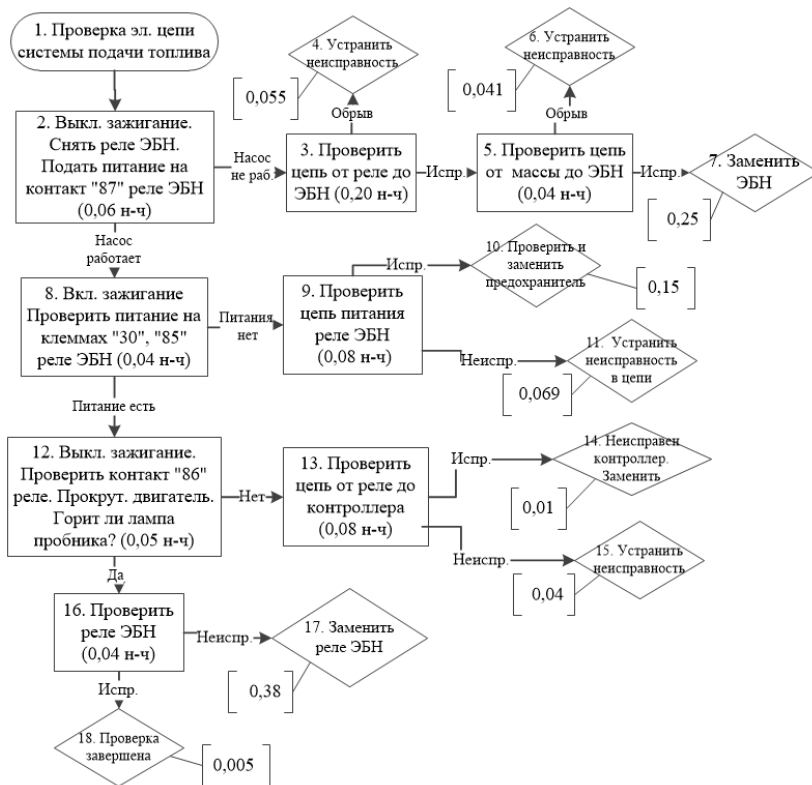 1. Проверка эл. цепи
системы подачи топлива
2. Выкл. зажигание.
Снять реле ЭБН.
Подать питание на
контакт "87" реле ЭБН
(0,06 н-ч)
Насос
не раб.
3. Проверить
цепь от реле до
ЭБН (0,20 н-ч)
Обрыв
4. Устранить
неисправность
0,055
Испр.
5. Проверить цепь
от массы до ЭБН
(0,04 н-ч)
Обрыв
6. Устранить
неисправность
0,041
Испр.
7. Заменить
ЭБН
0,25
Насос
работает
8. Вкл. зажигание
Проверить питание на
клеммах "30", "85"
реле ЭБН (0,04 н-ч)
Питания
нет
9. Проверить
цепь питания
реле ЭБН
(0,08 н-ч)
Испр.
10. Проверить и
заменить
предохранитель
0,15
Неиспр.
11. Устранить
неисправность
в цепи
0,069
Питание есть
12. Выкл. зажигание.
Проверить контакт "86"
реле. Прокрут. двигатель.
Горит ли лампа
пробника? (0,05 н-ч)
Нет
13. Проверить
цепь от реле до
контроллера
(0,08 н-ч)
Испр.
14. Неисправен
контроллер.
Заменить
0,01
Неиспр.
15. Устранить
неисправность
0,04
Да
16. Проверить
реле ЭБН
(0,04 н-ч)
Неиспр.
17. Заменить
реле ЭБН
0,38
Испр.
18. Проверка
завершена
0,005